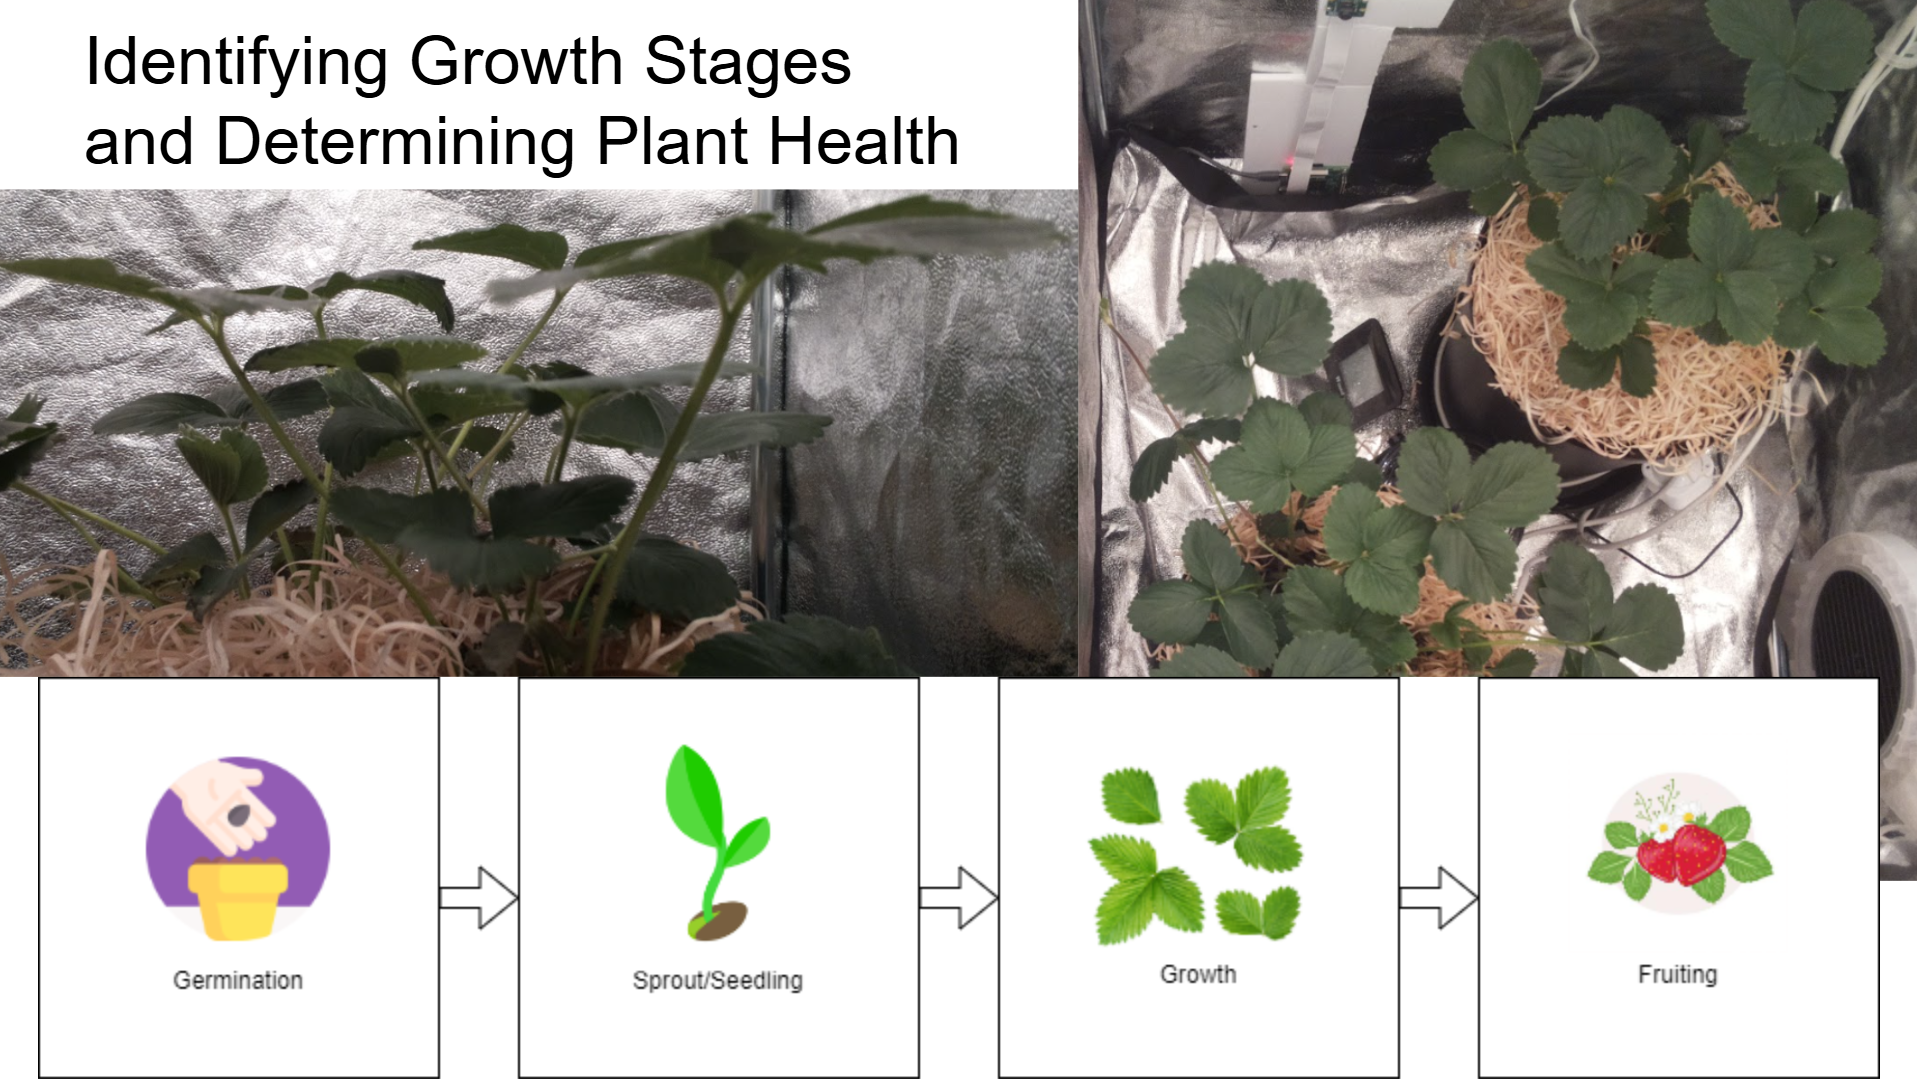 Identifying Growth Stages
and Determining Plant Health
Germination
Sprout/Seedling
Growth
Fruiting